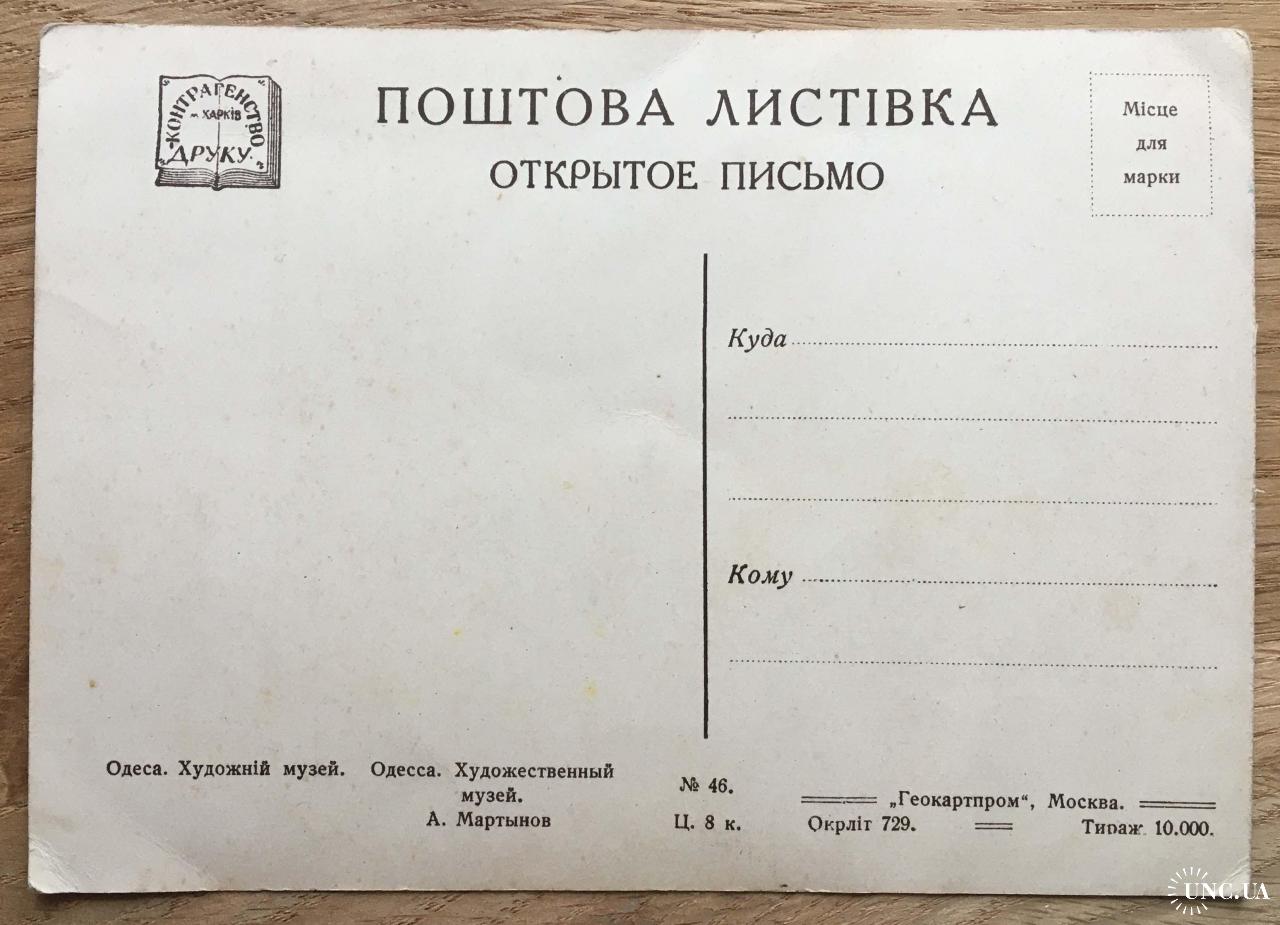 КОНТРАГЕНСТВО
м. ХАРКІВ
ДРУКУ.
ПОШТОВА ЛИСТІВКА
ОТКРЫТОЕ ПИСЬМО
Місце
для
марки
Куда
Кому
Одеса. Художній музей.
Одесса. Художественный
музей.
А. Мартынов
№ 46.
Ц. 8 к.
„Геокартпром“, Москва.
Окрліт 729.
Тираж 10.000.
UNC.UA